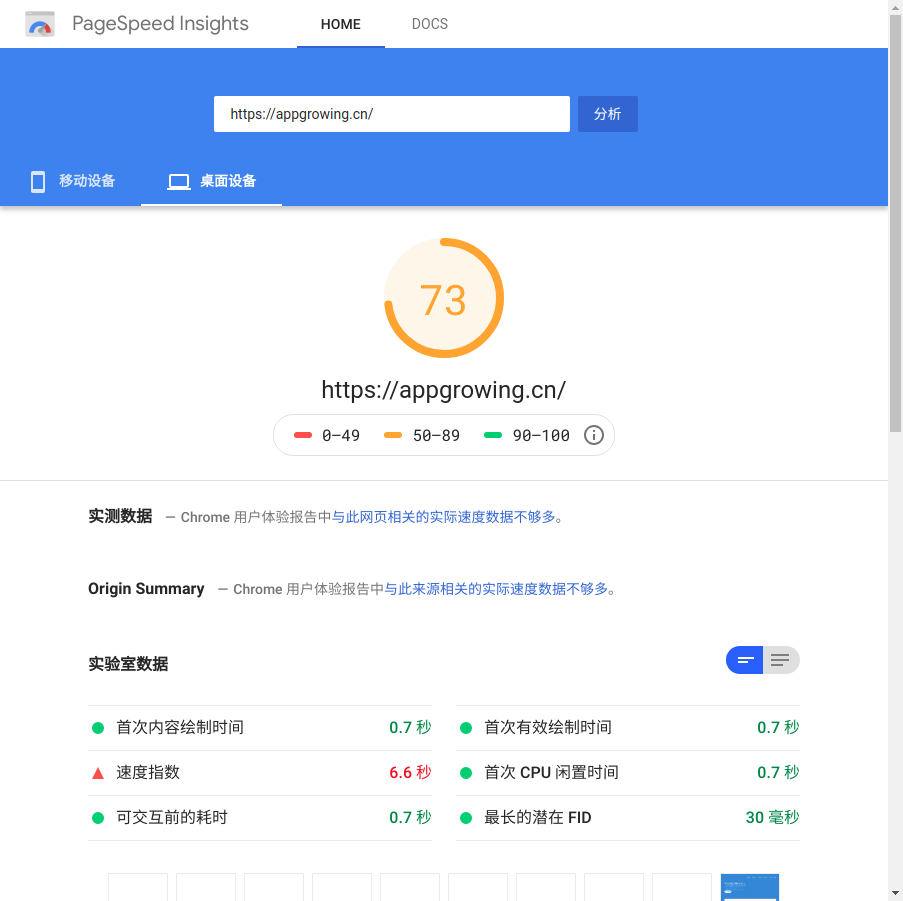 PageSpeed Insights HOME DOCS
https://appgrowing.cn/ 分析
移动设备 桌面设备
73
https://appgrowing.cn/
0–49 50–89 90–100
实测数据 — Chrome 用户体验报告中与此网页相关的实际速度数据不够多。
Origin Summary — Chrome 用户体验报告中与此来源相关的实际速度数据不够多。
实验室数据
首次内容绘制时间 0.7 秒 首次有效绘制时间 0.7 秒
速度指数 6.6 秒 首次 CPU 闲置时间 0.7 秒
可交互前的耗时 0.7 秒 最长的潜在 FID 30 毫秒